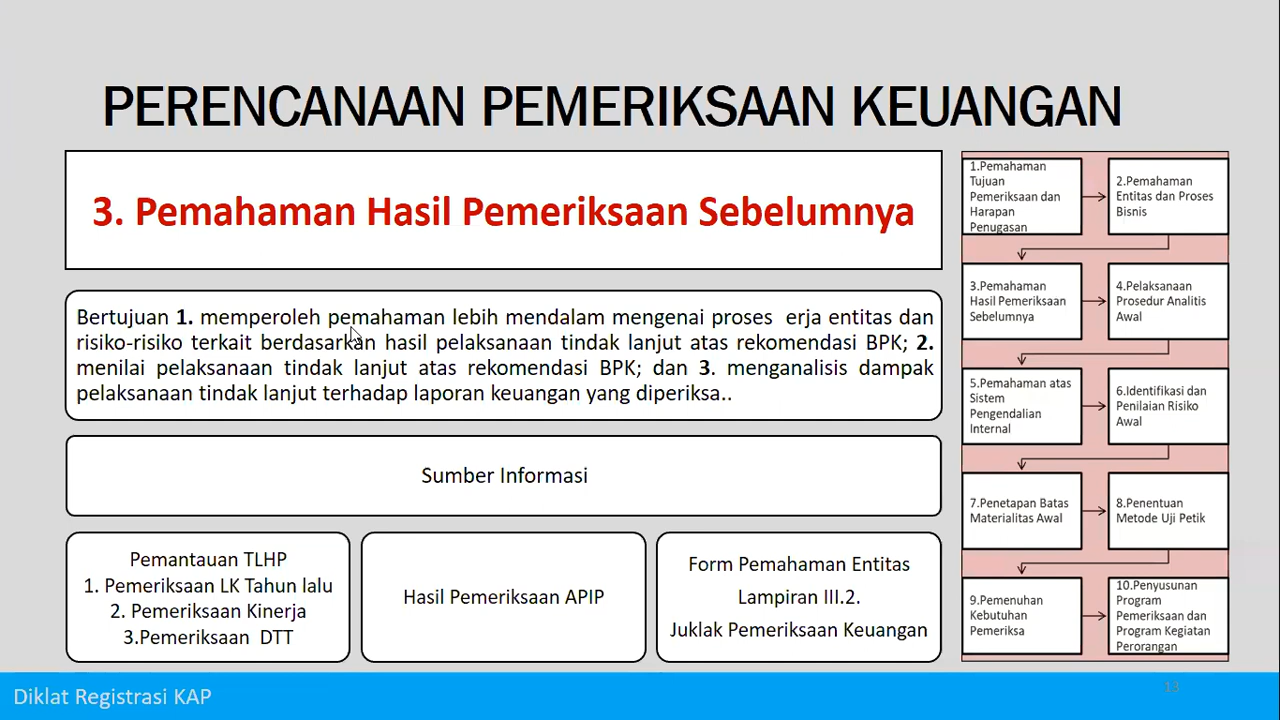 PERENCANAAN PEMERIKSAAN KEUANGAN
3. Pemahaman Hasil Pemeriksaan Sebelumnya
Bertujuan 1. memperoleh pemahaman lebih mendalam mengenai proses erja entitas dan
risiko-risiko terkait berdasarkan hasil pelaksanaan tindak lanjut atas rekomendasi BPK; 2.
menilai pelaksanaan tindak lanjut atas rekomendasi BPK; dan 3. menganalisis dampak
pelaksanaan tindak lanjut terhadap laporan keuangan yang diperiksa..
Sumber Informasi
Pemantauan TLHP
1. Pemeriksaan LK Tahun lalu
2. Pemeriksaan Kinerja
3.Pemeriksaan DTT
Hasil Pemeriksaan APIP
Form Pemahaman Entitas
Lampiran III.2.
Juklak Pemeriksaan Keuangan
1.Pemahaman
Tujuan
Pemeriksaan dan
Harapan
Penugasan
2.Pemahaman
Entitas dan Proses
Bisnis
3.Pemahaman
Hasil Pemeriksaan
Sebelumnya
4.Pelaksanaan
Prosedur Analitis
Awal
5.Pemahaman atas
Sistem
Pengendalian
Internal
6.Identifikasi dan
Penilaian Risiko
Awal
7.Penetapan Batas
Materialitas Awal
8.Penentuan
Metode Uji Petik
9.Pemenuhan
Kebutuhan
Pemeriksa
10.Penyusunan
Program
Pemeriksaan dan
Program Kegiatan
Perorangan
Diklat Registrasi KAP
13